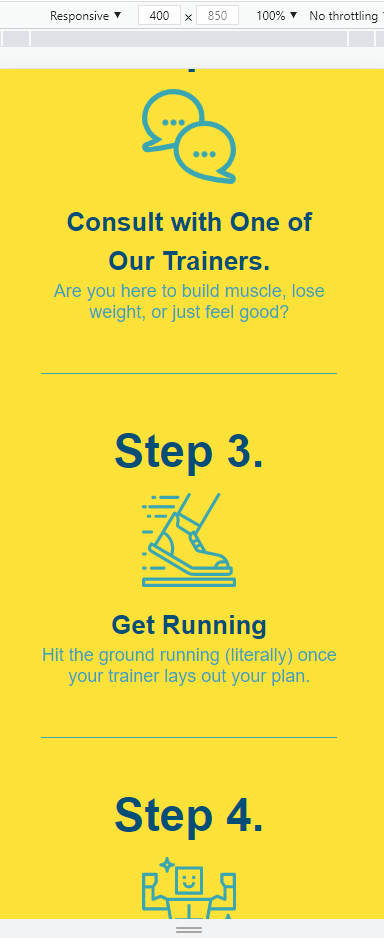 Responsive ▼ 400 x 850 100% ▼ No throttling
Consult with One of
Our Trainers.
Are you here to build muscle, lose
weight, or just feel good?
Step 3.
Get Running
Hit the ground running (literally) once
your trainer lays out your plan.
Step 4.